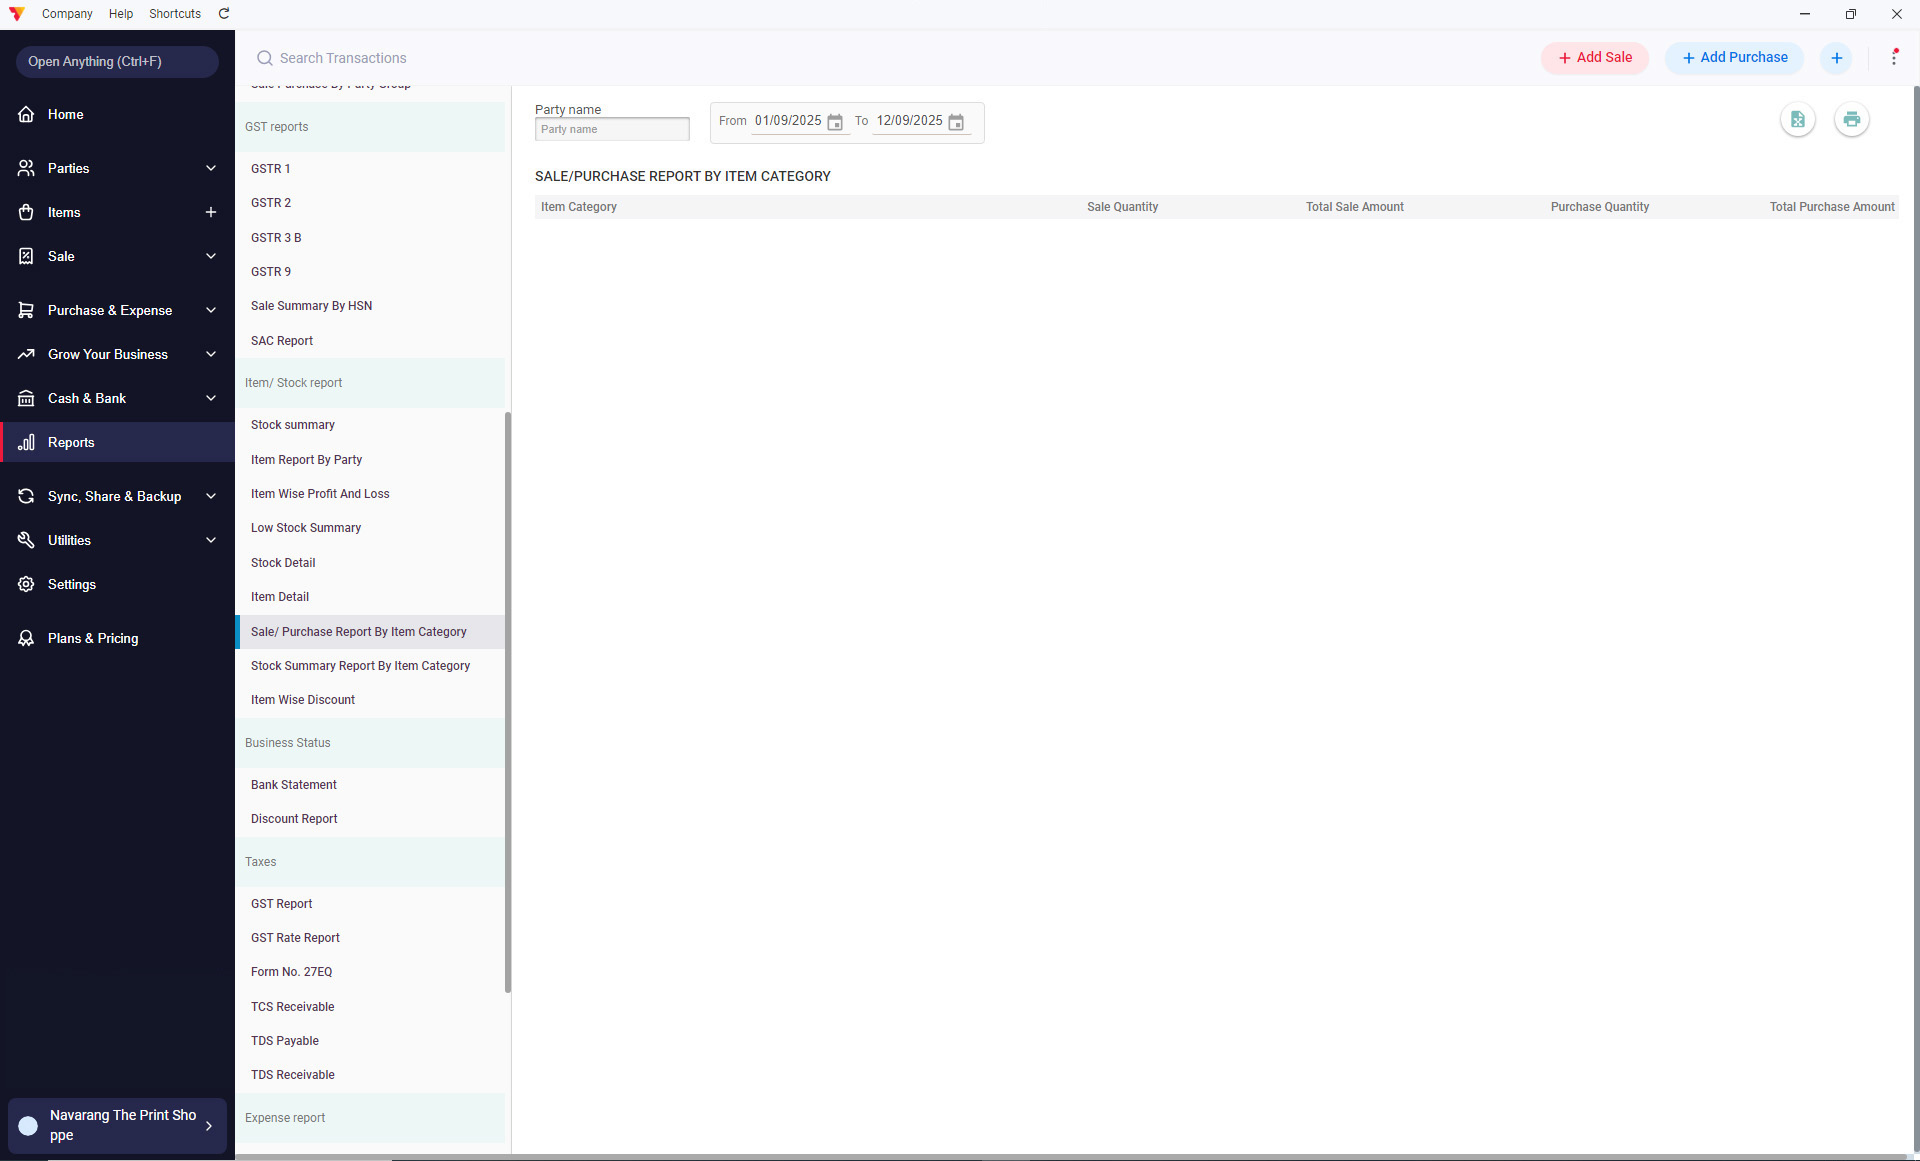 Company Help Shortcuts
Open Anything (Ctrl+F)
Search Transactions
+ Add Sale
+ Add Purchase
Home
Parties
Items
Sale
Purchase & Expense
Grow Your Business
Cash & Bank
Reports
Sync, Share & Backup
Utilities
Settings
Plans & Pricing
Navarang The Print Sho
ppe
Sale Purchase By Party Group
GST reports
GSTR 1
GSTR 2
GSTR 3 B
GSTR 9
Sale Summary By HSN
SAC Report
Item/ Stock report
Stock summary
Item Report By Party
Item Wise Profit And Loss
Low Stock Summary
Stock Detail
Item Detail
Sale/ Purchase Report By Item Category
Stock Summary Report By Item Category
Item Wise Discount
Business Status
Bank Statement
Discount Report
Taxes
GST Report
GST Rate Report
Form No. 27EQ
TCS Receivable
TDS Payable
TDS Receivable
Expense report
Party name
Party name
From 01/09/2025 To 12/09/2025
SALE/PURCHASE REPORT BY ITEM CATEGORY
Item Category Sale Quantity Total Sale Amount Purchase Quantity Total Purchase Amount